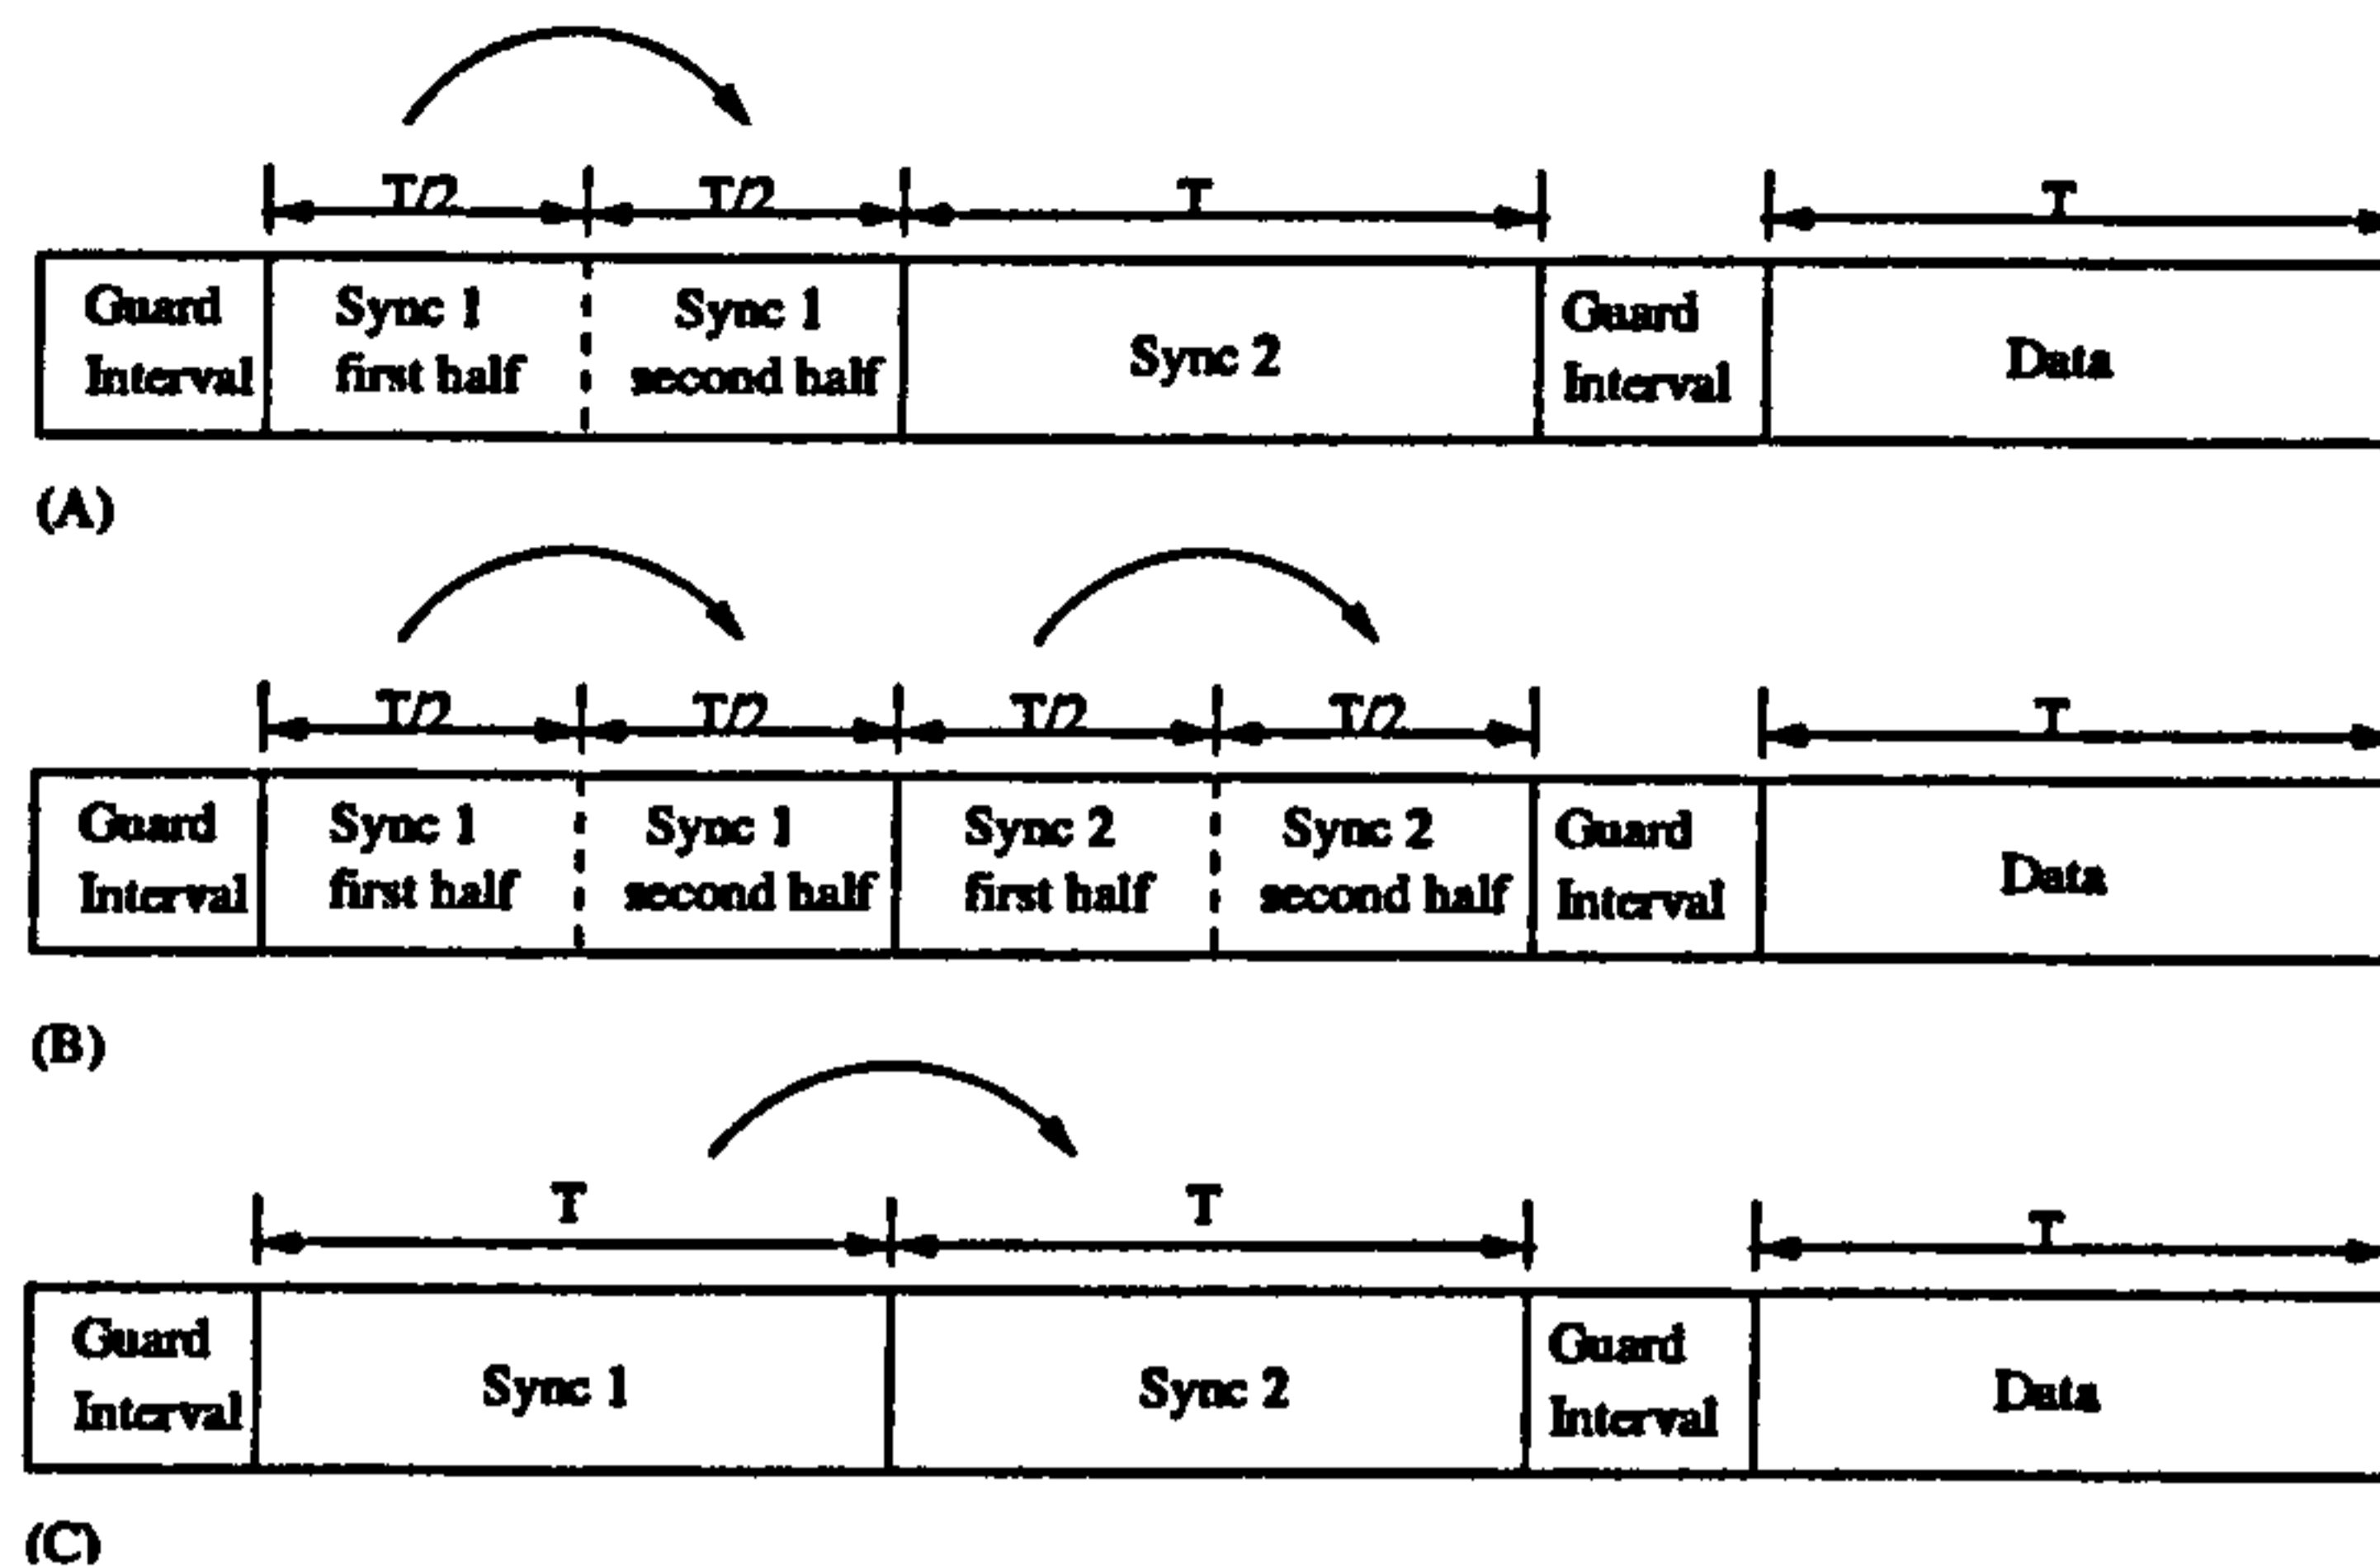 T/2 T/2 T T
Guard Sync 1 Sync 1 Guard
Interval first half second half Sync 2 Interval Data
(A)
T/2 T/2 T/2 T/2 T
Guard Sync 1 Sync 1 Sync 2 Sync 2 Guard
Interval first half second half first half second half Interval Data
(B)
T T T
Guard Guard
Interval Sync 1 Sync 2 Interval Data
(C)